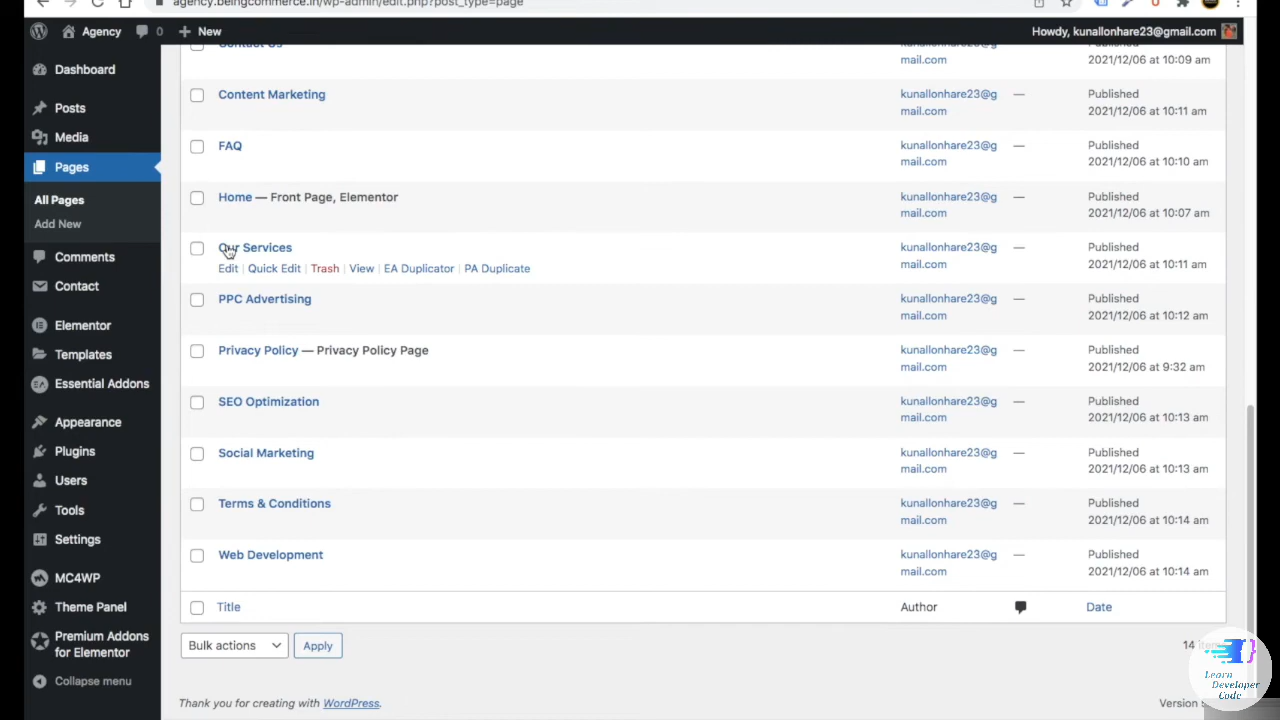 agency.beingcommerce.in/wp-admin/edit.php?post_type=page
Agency 0 New Howdy, kunallonhare23@gmail.com
Contact Us
mail.com 2021/12/06 at 10:09 am
Dashboard
Posts
Media
Pages
All Pages
Add New
Comments
Contact
Elementor
Templates
Essential Addons
Appearance
Plugins
Users
Tools
Settings
MC4WP
Theme Panel
Premium Addons
for Elementor
Collapse menu
Content Marketing kunallonhare23@g — Published
mail.com 2021/12/06 at 10:11 am
FAQ kunallonhare23@g — Published
mail.com 2021/12/06 at 10:10 am
Home — Front Page, Elementor kunallonhare23@g — Published
mail.com 2021/12/06 at 10:07 am
Our Services kunallonhare23@g — Published
Edit | Quick Edit | Trash | View | EA Duplicator | PA Duplicate mail.com 2021/12/06 at 10:11 am
PPC Advertising kunallonhare23@g — Published
mail.com 2021/12/06 at 10:12 am
Privacy Policy — Privacy Policy Page kunallonhare23@g — Published
mail.com 2021/12/06 at 9:32 am
SEO Optimization kunallonhare23@g — Published
mail.com 2021/12/06 at 10:13 am
Social Marketing kunallonhare23@g — Published
mail.com 2021/12/06 at 10:13 am
Terms & Conditions kunallonhare23@g — Published
mail.com 2021/12/06 at 10:14 am
Web Development kunallonhare23@g — Published
mail.com 2021/12/06 at 10:14 am
Title Author Date
Bulk actions Apply 14
Thank you for creating with WordPress. Version
Learn
Developer
Code